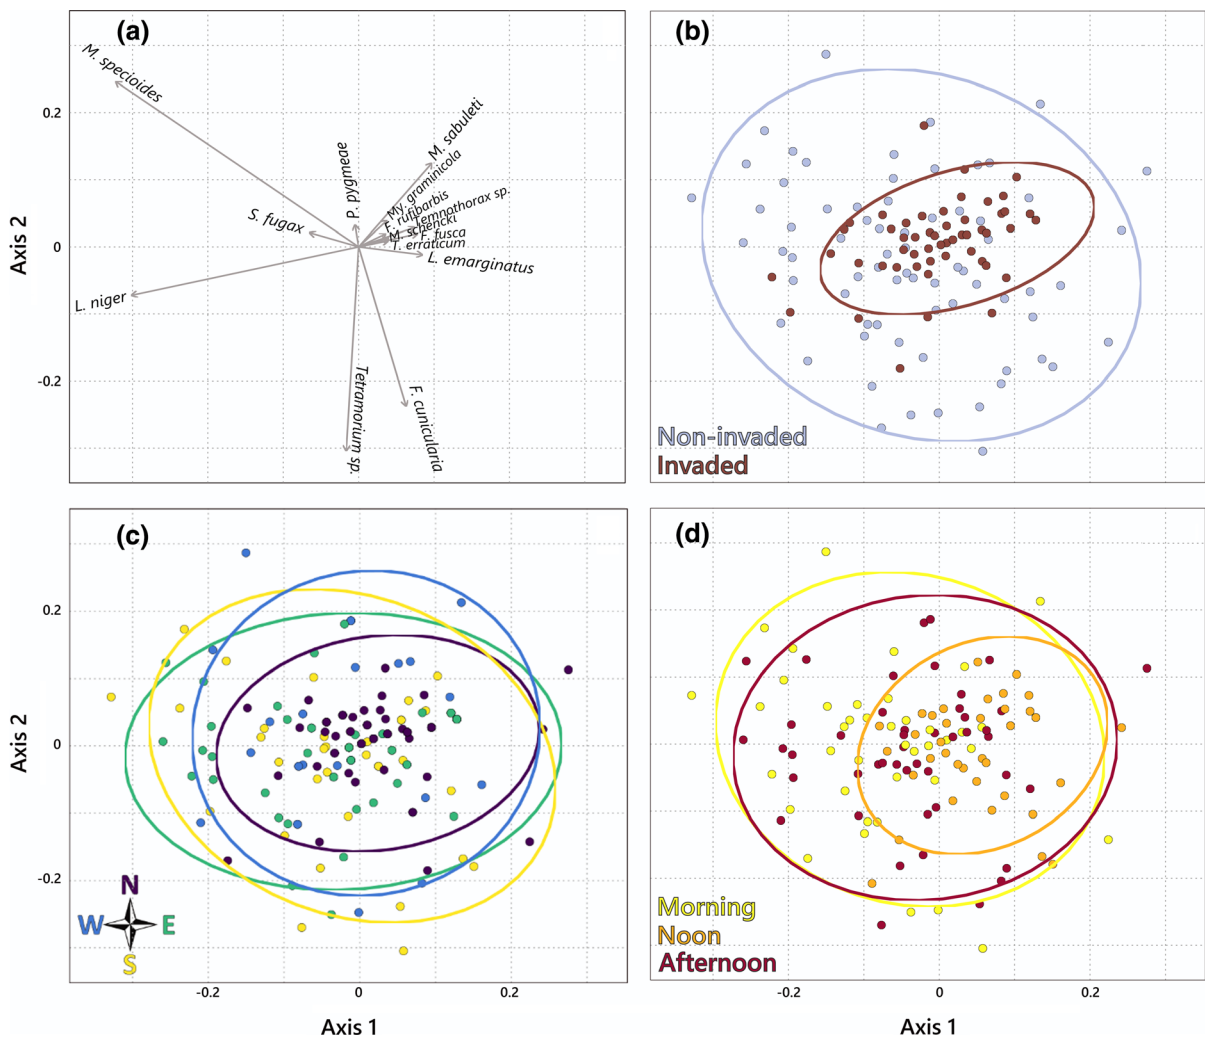 (a)
M. specioides
M. sabuleti
P. pygmeae
My. graminicola
F. rufibarbis
Temnothorax sp.
S. fugax
M. schencki
F. fusca
T. erraticum
L. emarginatus
L. niger
Tetramorium sp.
F. cunicularia
0.2
0
-0.2
Axis 2
(b)
Non-invaded
Invaded
(c)
0.2
0
-0.2
Axis 2
N
W E
S
-0.2 0 0.2
Axis 1
(d)
Morning
Noon
Afternoon
-0.2 0 0.2
Axis 1